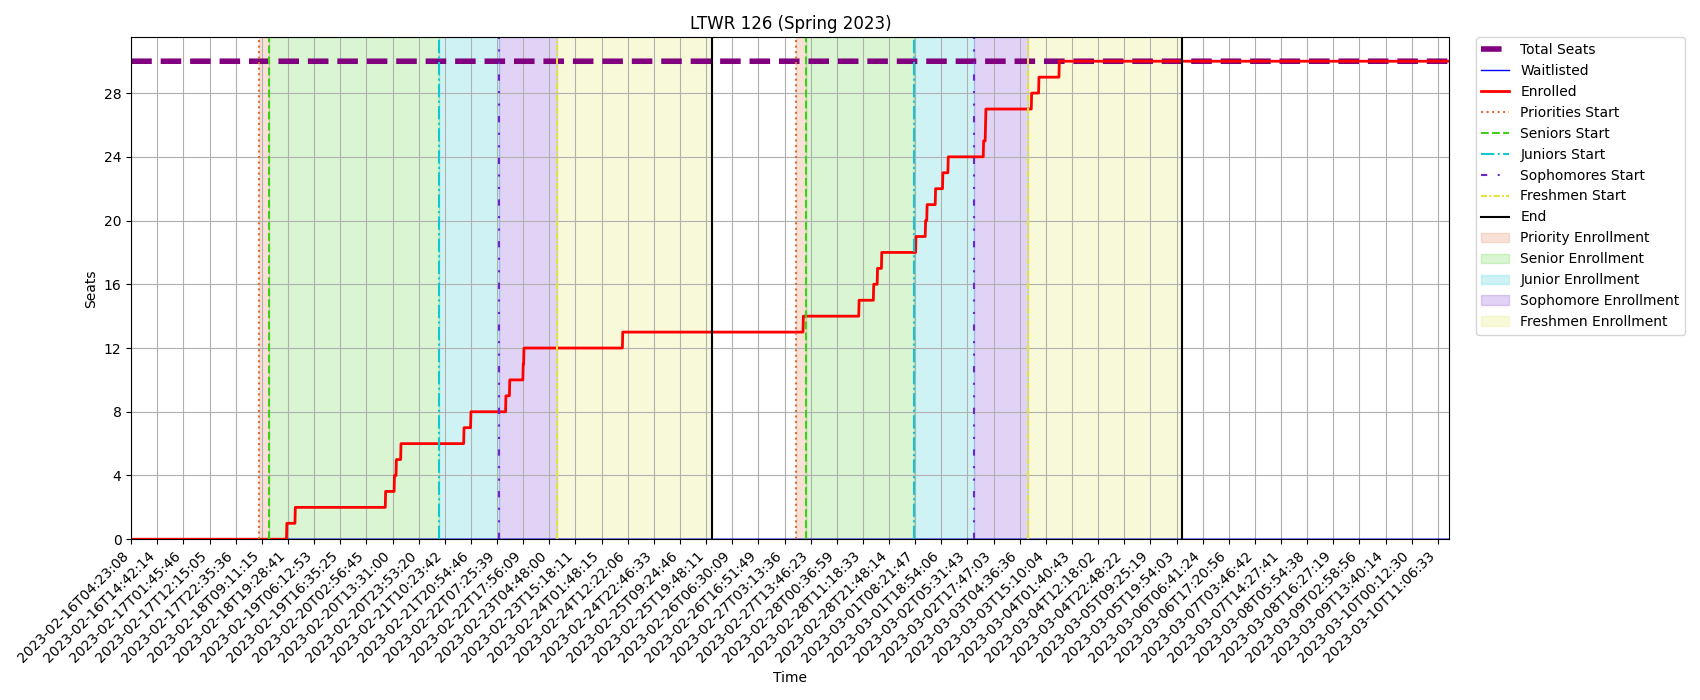 LTWR 126 (Spring 2023)
Seats
28
24
20
16
12
8
4
0
2023-02-16T04:23:08
2023-02-16T14:42:14
2023-02-17T01:45:46
2023-02-17T12:15:05
2023-02-17T22:35:36
2023-02-18T09:11:15
2023-02-18T19:28:41
2023-02-19T06:12:53
2023-02-19T16:35:25
2023-02-20T02:56:45
2023-02-20T13:31:00
2023-02-20T23:53:20
2023-02-21T10:23:42
2023-02-21T20:54:46
2023-02-22T07:25:39
2023-02-22T17:56:09
2023-02-23T04:48:00
2023-02-23T15:18:11
2023-02-24T01:48:15
2023-02-24T12:22:06
2023-02-24T22:46:33
2023-02-25T09:24:46
2023-02-25T19:48:11
2023-02-26T06:30:09
2023-02-26T16:51:49
2023-02-27T03:13:36
2023-02-27T13:46:23
2023-02-28T00:36:59
2023-02-28T11:18:33
2023-02-28T21:48:14
2023-03-01T08:21:47
2023-03-01T18:54:06
2023-03-02T05:31:43
2023-03-02T17:47:03
2023-03-03T04:36:36
2023-03-03T15:10:04
2023-03-04T01:40:43
2023-03-04T12:18:02
2023-03-04T22:48:22
2023-03-05T09:25:19
2023-03-05T19:54:03
2023-03-06T06:41:24
2023-03-06T17:20:56
2023-03-07T03:46:42
2023-03-07T14:27:41
2023-03-08T05:54:38
2023-03-08T16:27:19
2023-03-09T02:58:56
2023-03-09T13:40:14
2023-03-10T00:12:30
2023-03-10T11:06:33
Time
Total Seats
Waitlisted
Enrolled
Priorities Start
Seniors Start
Juniors Start
Sophomores Start
Freshmen Start
End
Priority Enrollment
Senior Enrollment
Junior Enrollment
Sophomore Enrollment
Freshmen Enrollment